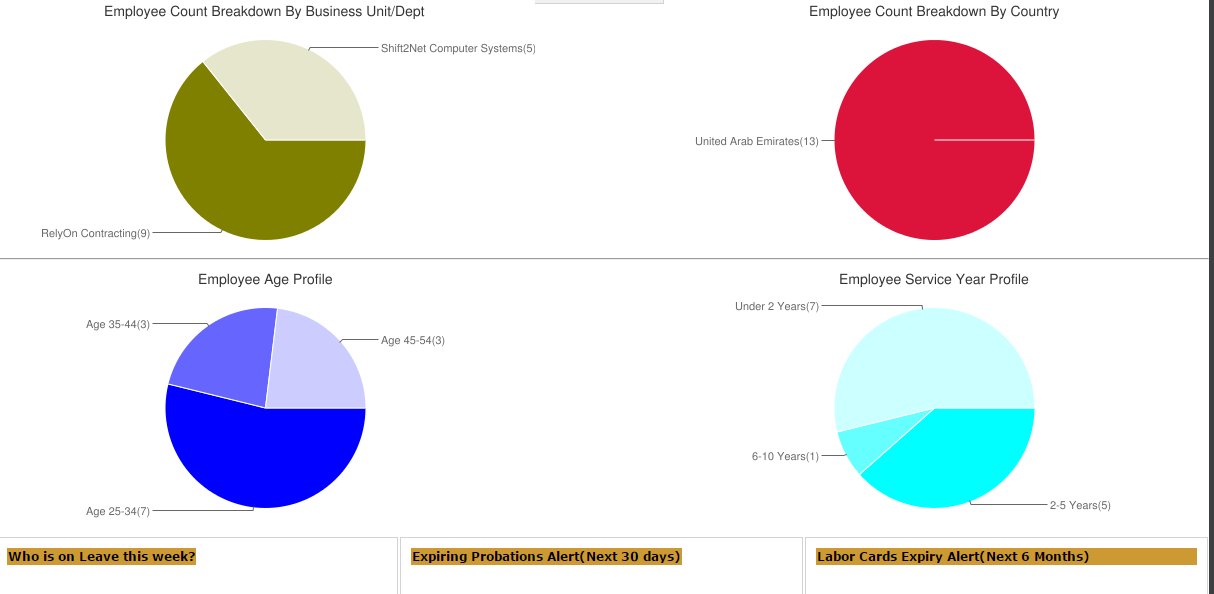 Employee Count Breakdown By Business Unit/Dept
Shift2Net Computer Systems(5)
RelyOn Contracting(9)
Employee Count Breakdown By Country
United Arab Emirates(13)
Employee Age Profile
Age 35-44(3)
Age 45-54(3)
Age 25-34(7)
Employee Service Year Profile
Under 2 Years(7)
6-10 Years(1)
2-5 Years(5)
Who is on Leave this week?
Expiring Probations Alert(Next 30 days)
Labor Cards Expiry Alert(Next 6 Months)